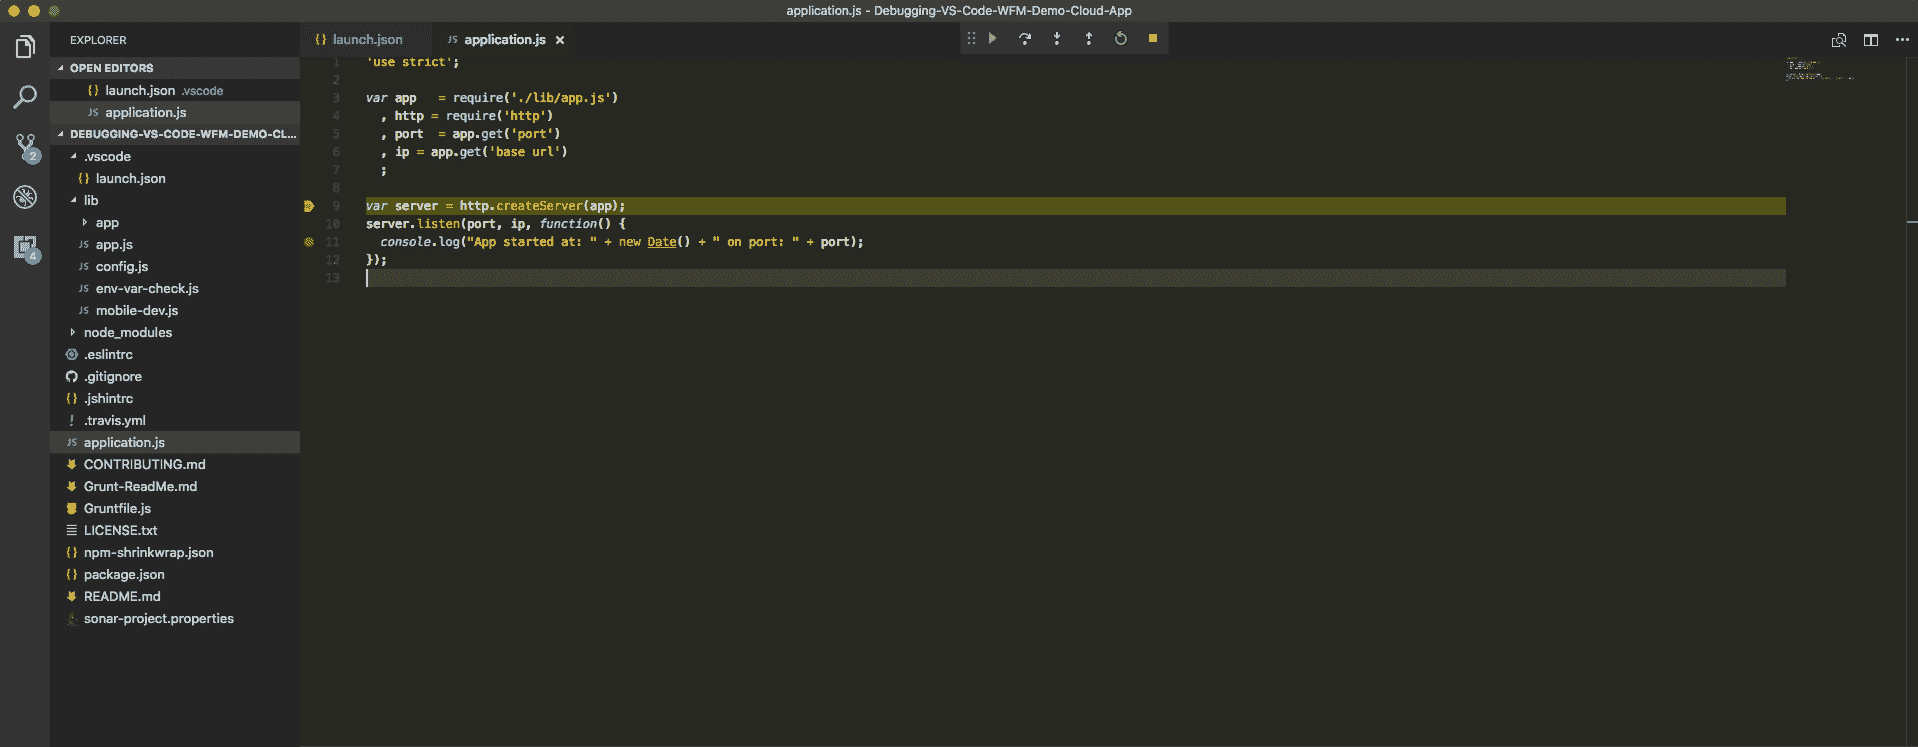 application.js - Debugging-VS-Code-WFM-Demo-Cloud-App
EXPLORER
OPEN EDITORS
{} launch.json .vscode
JS application.js
DEBUGGING-VS-CODE-WFM-DEMO-CL...
.vscode
{} launch.json
lib
app
JS app.js
JS config.js
JS env-var-check.js
JS mobile-dev.js
node_modules
.eslintrc
.gitignore
{} .jshintrc
! .travis.yml
JS application.js
CONTRIBUTING.md
Grunt-ReadMe.md
Gruntfile.js
LICENSE.txt
{} npm-shrinkwrap.json
{} package.json
README.md
sonar-project.properties
2
4
{} launch.json
JS application.js ×
1 'use strict';
2
3 var app   = require('./lib/app.js')
4   , http = require('http')
5   , port  = app.get('port')
6   , ip = app.get('base url')
7   ;
8
9 var server = http.createServer(app);
10 server.listen(port, ip, function() {
11   console.log("App started at: " + new Date() + " on port: " + port);
12 });
13